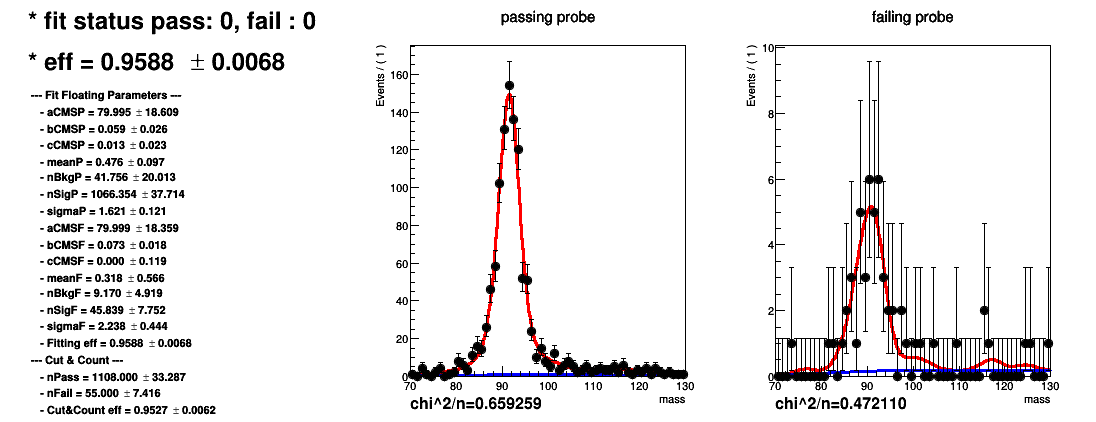 * fit status pass: 0, fail : 0
* eff = 0.9588 ± 0.0068
--- Fit Floating Parameters ---
- aCMSP = 79.995 ± 18.609
- bCMSP = 0.059 ± 0.026
- cCMSP = 0.013 ± 0.023
- meanP = 0.476 ± 0.097
- nBkgP = 41.756 ± 20.013
- nSigP = 1066.354 ± 37.714
- sigmaP = 1.621 ± 0.121
- aCMSF = 79.999 ± 18.359
- bCMSF = 0.073 ± 0.018
- cCMSF = 0.000 ± 0.119
- meanF = 0.318 ± 0.566
- nBkgF = 9.170 ± 4.919
- nSigF = 45.839 ± 7.752
- sigmaF = 2.238 ± 0.444
- Fitting eff = 0.9588 ± 0.0068
--- Cut & Count ---
- nPass = 1108.000 ± 33.287
- nFail = 55.000 ± 7.416
- Cut&Count eff = 0.9527 ± 0.0062
passing probe
Events / ( 1 )
160
140
120
100
80
60
40
20
0
70 80 90 100 110 120 130
mass
chi^2/n=0.659259
failing probe
Events / ( 1 )
10
8
6
4
2
0
70 80 90 100 110 120 130
mass
chi^2/n=0.472110